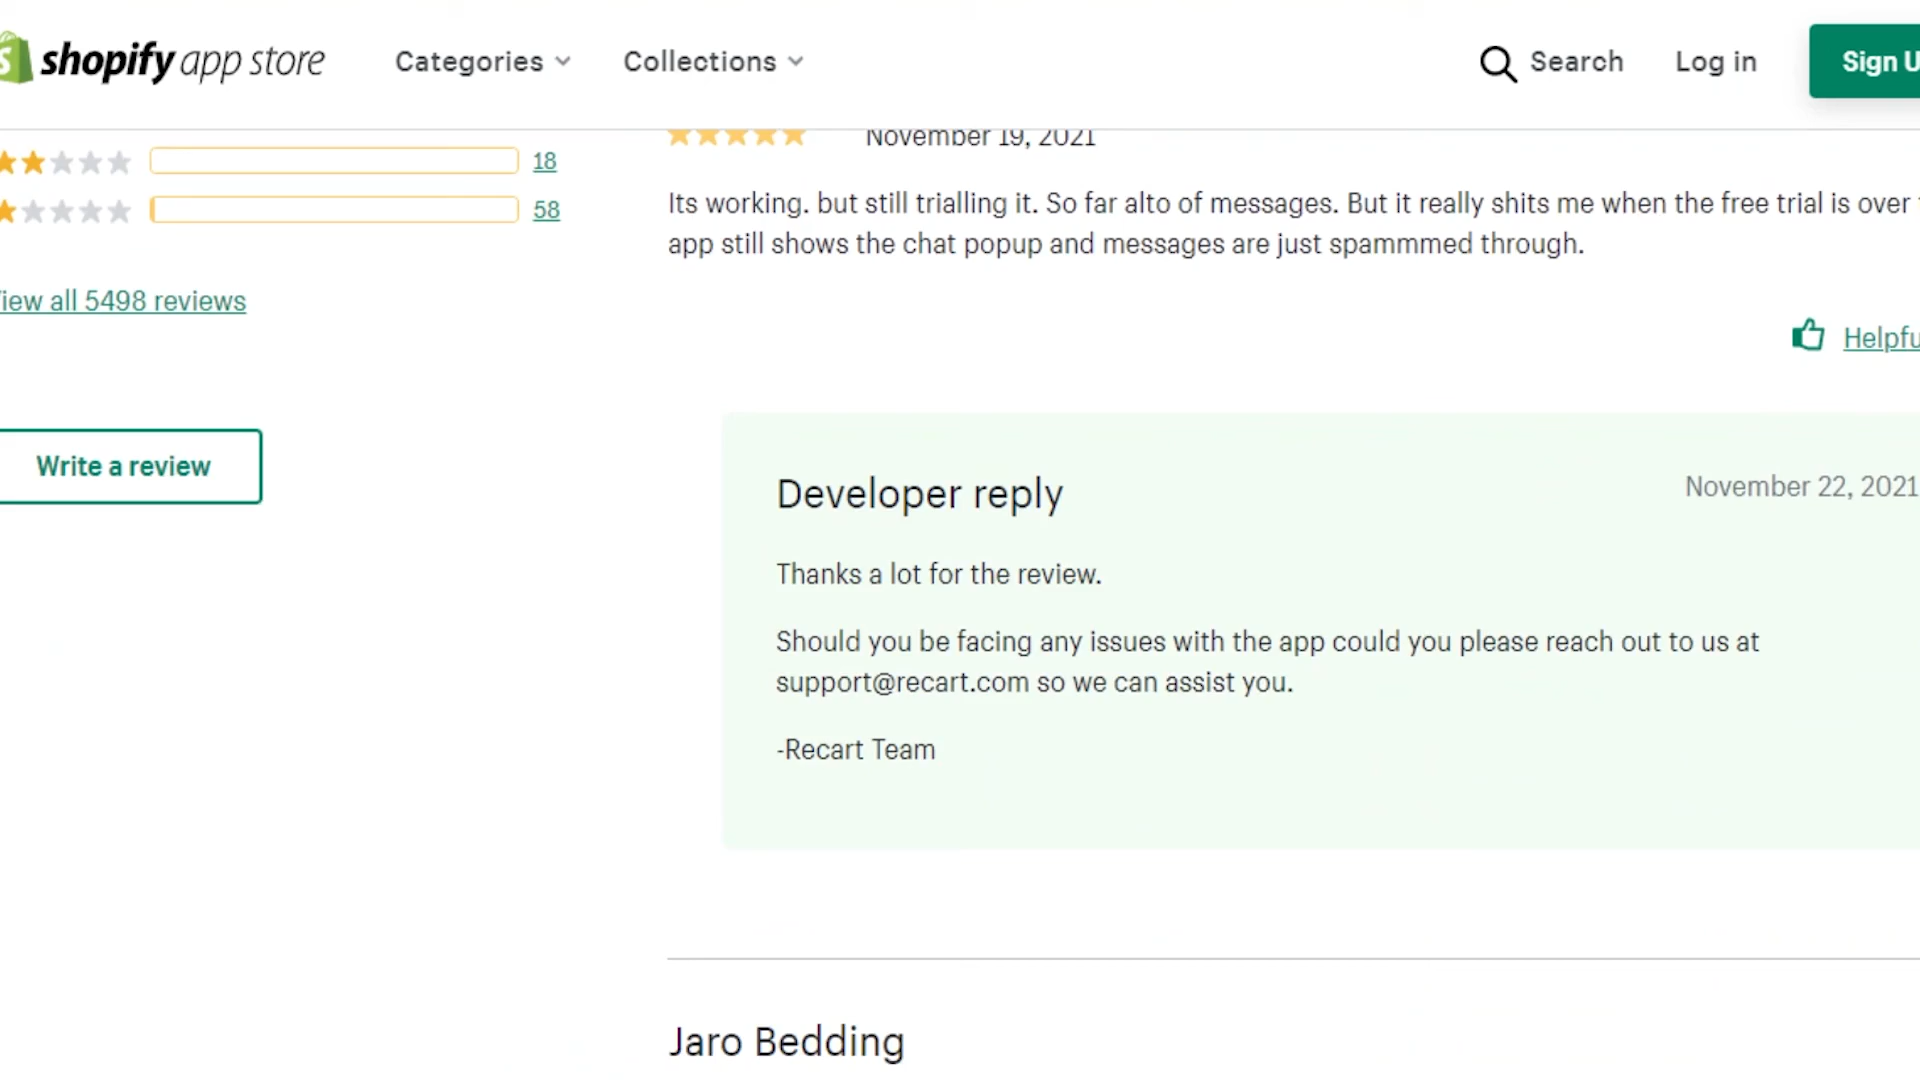 shopify app store
Categories
Collections
Search
Log in
Sign U
18
58
iew all 5498 reviews
Write a review
November 19, 2021
Its working. but still trialling it. So far alto of messages. But it really shits me when the free trial is over
app still shows the chat popup and messages are just spammmed through.
Helpfu
Developer reply
November 22, 2021
Thanks a lot for the review.
Should you be facing any issues with the app could you please reach out to us at
support@recart.com so we can assist you.
-Recart Team
Jaro Bedding